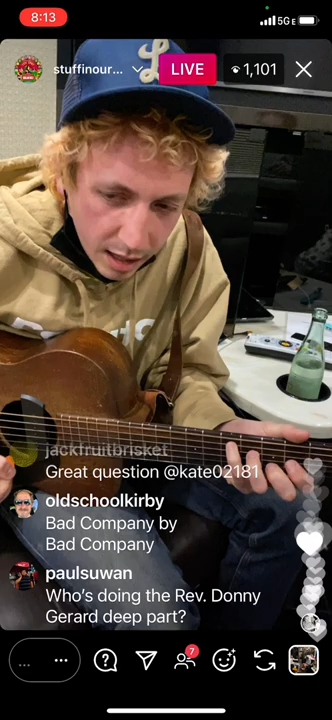 8:13
5G E
L
stuffinour...
LIVE
1,101
jackfruitbrisket
Great question @kate02181
oldschoolkirby
Bad Company by
Bad Company
paulsuwan
Who's doing the Rev. Donny
Gerard deep part?
7